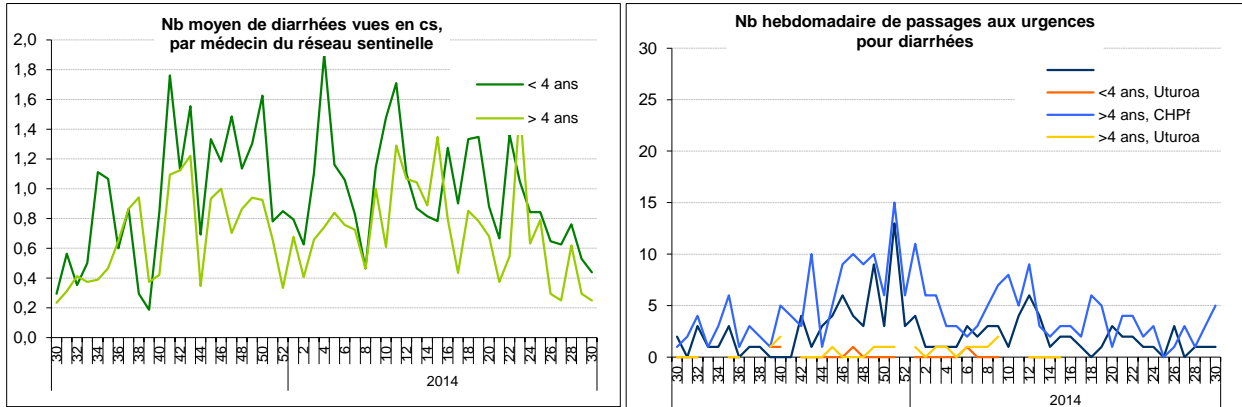 Nb moyen de diarrhées vues en cs,
par médecin du réseau sentinelle
2,0
1,8
1,6
1,4
1,2
1,0
0,8
0,6
0,4
0,2
0,0
< 4 ans
> 4 ans
30 32 34 36 38 40 42 44 46 48 50 52 2 4 6 8 10 12 14 16 18 20 22 24 26 28 30
2014
Nb hebdomadaire de passages aux urgences
pour diarrhées
30
25
20
15
10
5
0
<4 ans, Uturoa
>4 ans, CHPf
>4 ans, Uturoa
30 32 34 36 38 40 42 44 46 48 50 52 2 4 6 8 10 12 14 16 18 20 22 24 26 28 30
2014